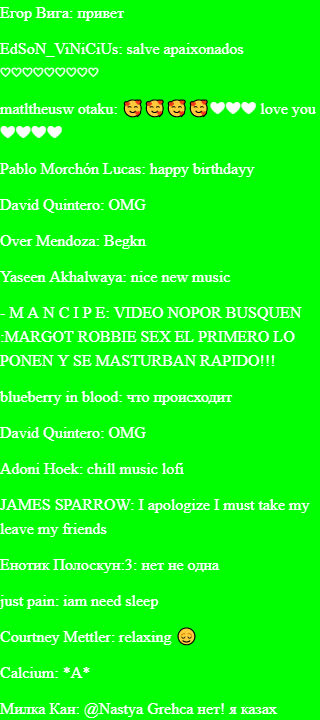 Егор Вига: привет
EdSoN_ViNiCiUs: salve apaixonados
♡♡♡♡♡♡♡♡♡
matltheusw otaku: 🥰🥰🥰🥰🤍🤍🤍 love you
🤍🤍🤍🤍
Pablo Morchón Lucas: happy birthdayy
David Quintero: OMG
Over Mendoza: Begkn
Yaseen Akhalwaya: nice new music
- M A N C I P E: VIDEO NOPOR BUSQUEN
:MARGOT ROBBIE SEX EL PRIMERO LO
PONEN Y SE MASTURBAN RAPIDO!!!
blueberry in blood: что происходит
David Quintero: OMG
Adoni Hoek: chill music lofi
JAMES SPARROW: I apologize I must take my
leave my friends
Енотик Полоскун:3: нет не одна
just pain: iam need sleep
Courtney Mettler: relaxing 😌
Calcium: *A*
Милка Кан: @Nastya Grehca нет! я казах